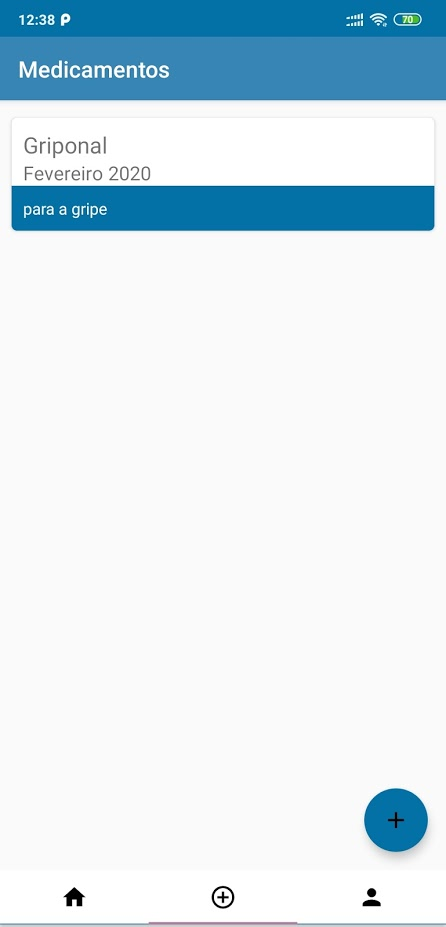 12:38
70
Medicamentos
Griponal
Fevereiro 2020
para a gripe